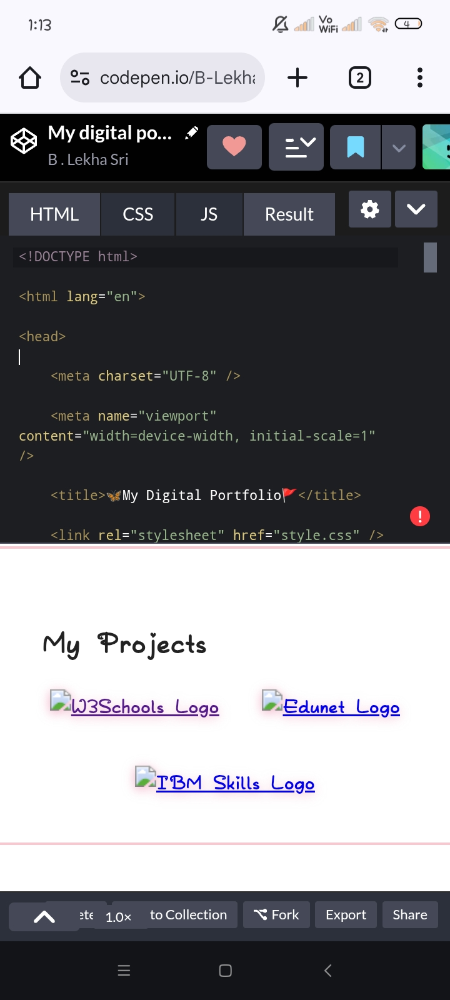 1:13
Vo
WiFi
4
codepen.io/B-Lekha
2
My digital po...
B . Lekha Sri
HTML CSS JS Result
<!DOCTYPE html>
<html lang="en">
<head>
<meta charset="UTF-8" />
<meta name="viewport"
content="width=device-width, initial-scale=1"
/>
<title>🦋My Digital Portfolio🚩</title>
<link rel="stylesheet" href="style.css" />
My Projects
W3Schools Logo Edunet Logo
IBM Skills Logo
1.0× to Collection Fork Export Share